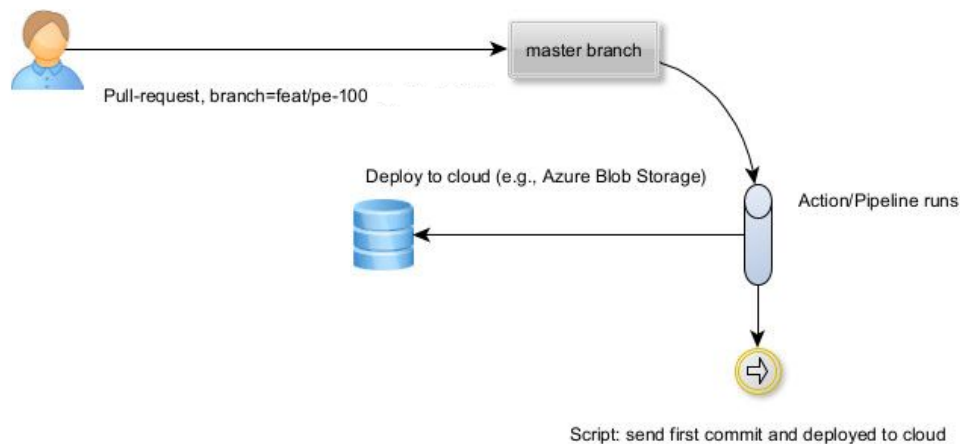 master branch
Pull-request, branch=feat/pe-100
Deploy to cloud (e.g., Azure Blob Storage)
Action/Pipeline runs
Script: send first commit and deployed to cloud